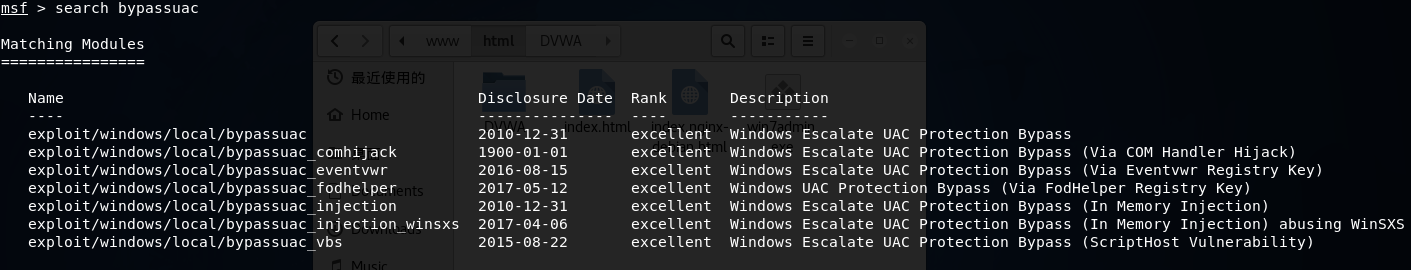 msf > search bypassuac
www html DVWA
Matching Modules
================
最近使用的
Name Disclosure Date Rank Description
---- --------------- ---- -----------
Home
DVWA index.html index.nginx-debian.html win7admin.exe
exploit/windows/local/bypassuac 2010-12-31 excellent Windows Escalate UAC Protection Bypass
exploit/windows/local/bypassuac_comhijack 1900-01-01 excellent Windows Escalate UAC Protection Bypass (Via COM Handler Hijack)
exploit/windows/local/bypassuac_eventvwr 2016-08-15 excellent Windows Escalate UAC Protection Bypass (Via Eventvwr Registry Key)
exploit/windows/local/bypassuac_fodhelper 2017-05-12 excellent Windows UAC Protection Bypass (Via FodHelper Registry Key)
exploit/windows/local/bypassuac_injection 2010-12-31 excellent Windows Escalate UAC Protection Bypass (In Memory Injection)
exploit/windows/local/bypassuac_injection_winsxs 2017-04-06 excellent Windows Escalate UAC Protection Bypass (In Memory Injection) abusing WinSXS
exploit/windows/local/bypassuac_vbs 2015-08-22 excellent Windows Escalate UAC Protection Bypass (ScriptHost Vulnerability)
Music